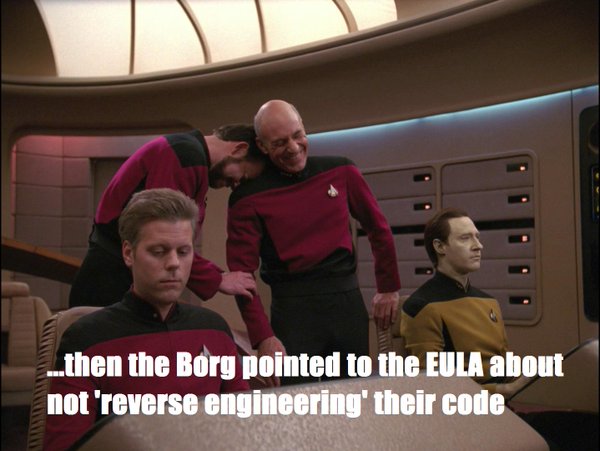 ...then the Borg pointed to the EULA about
not 'reverse engineering' their code